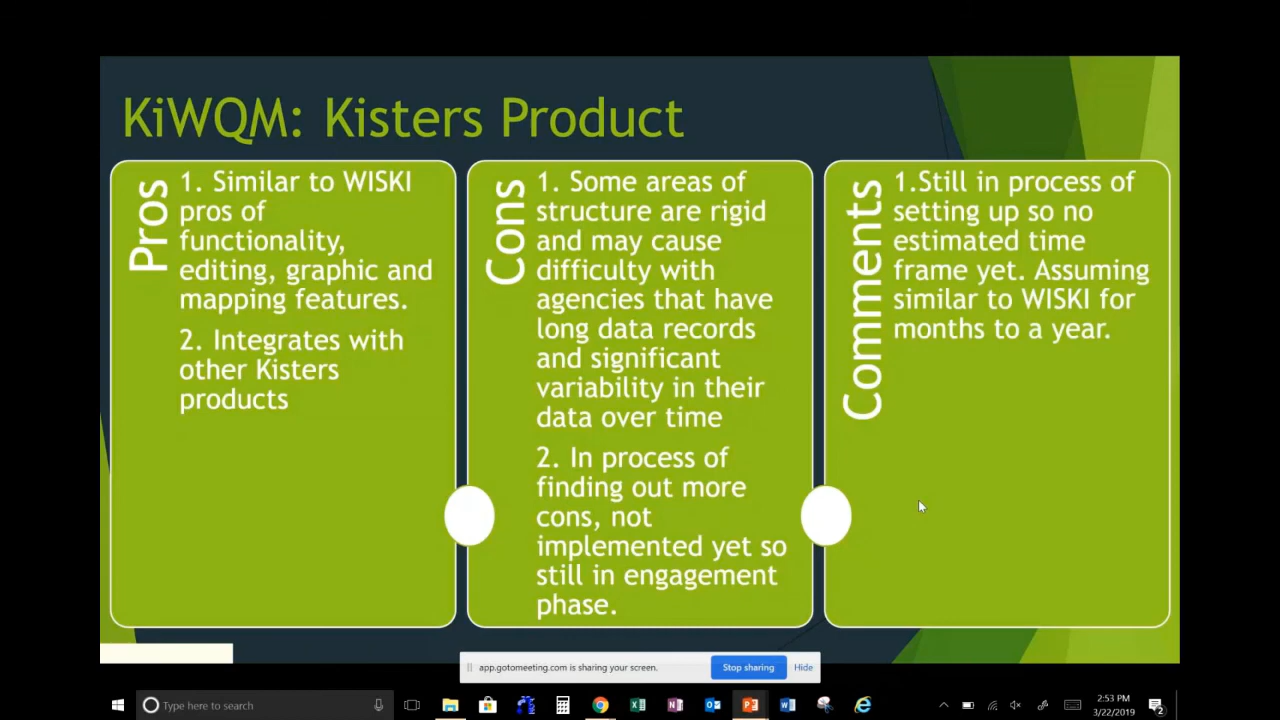 KiWQM: Kisters Product
Pros
1. Similar to WISKI
pros of
functionality,
editing, graphic and
mapping features.
2. Integrates with
other Kisters
products
Cons
1. Some areas of
structure are rigid
and may cause
difficulty with
agencies that have
long data records
and significant
variability in their
data over time
2. In process of
finding out more
cons, not
implemented yet so
still in engagement
phase.
Comments
1.Still in process of
setting up so no
estimated time
frame yet. Assuming
similar to WISKI for
months to a year.
app.gotomeeting.com is sharing your screen.
Stop sharing
Hide
Type here to search
2:53 PM
3/22/2019
2